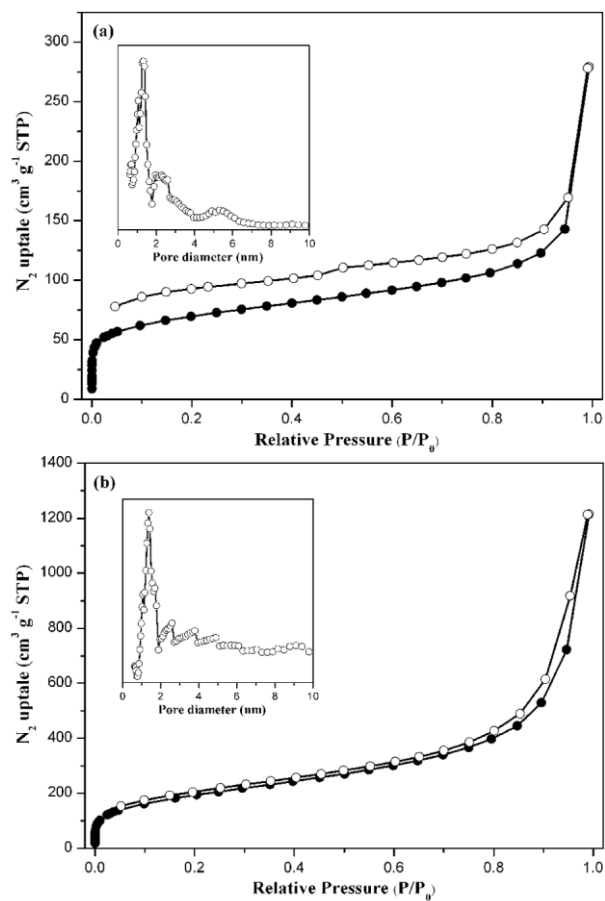 (a)
300
250
200
150
100
50
0
N₂ uptale (cm³ g⁻¹ STP)
0 2 4 6 8 10
Pore diameter (nm)
0.0 0.2 0.4 0.6 0.8 1.0
Relative Pressure (P/P₀)
(b)
1400
1200
1000
800
600
400
200
0
N₂ uptale (cm³ g⁻¹ STP)
0 2 4 6 8 10
Pore diameter (nm)
0.0 0.2 0.4 0.6 0.8 1.0
Relative Pressure (P/P₀)